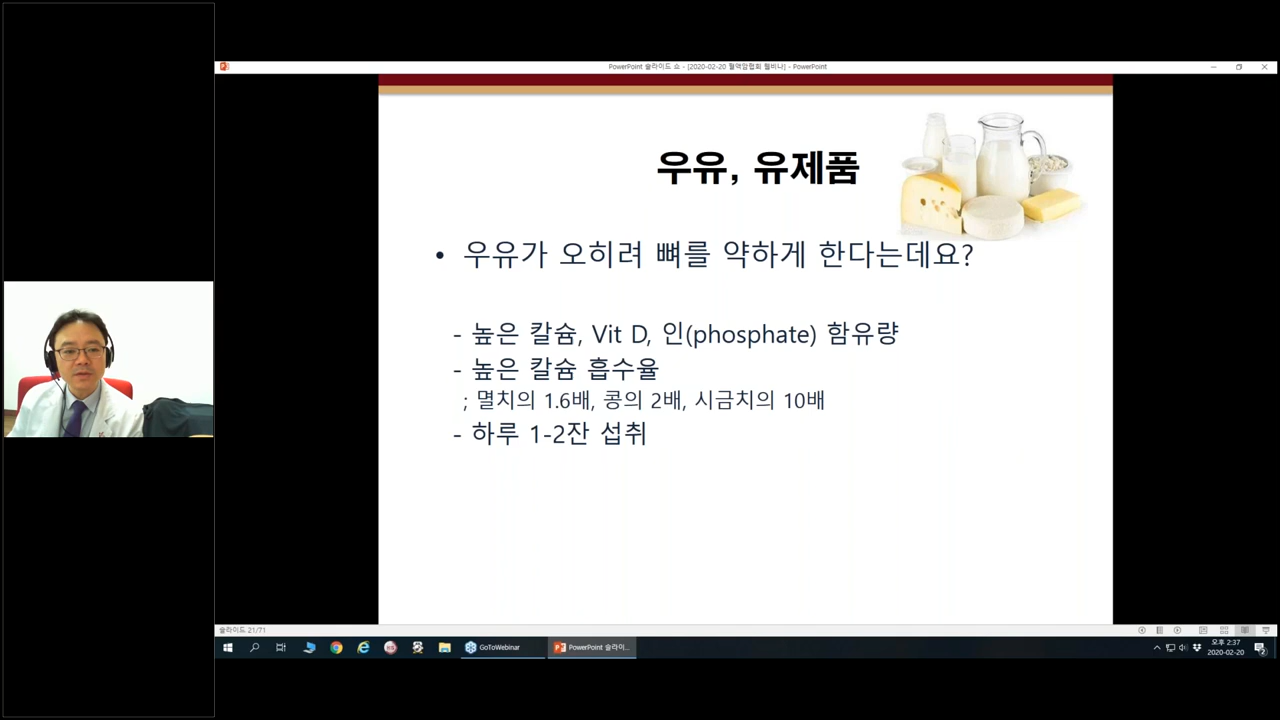 PowerPoint 슬라이드 쇼 - [2020-02-20 혈액암협회 웹비나] - PowerPoint
우유, 유제품
• 우유가 오히려 뼈를 약하게 한다는데요?
- 높은 칼슘, Vit D, 인(phosphate) 함유량
- 높은 칼슘 흡수율
; 멸치의 1.6배, 콩의 2배, 시금치의 10배
- 하루 1-2잔 섭취
슬라이드 21/71
GoToWebinar
PowerPoint 슬라이...
오후 2:37
2020-02-20